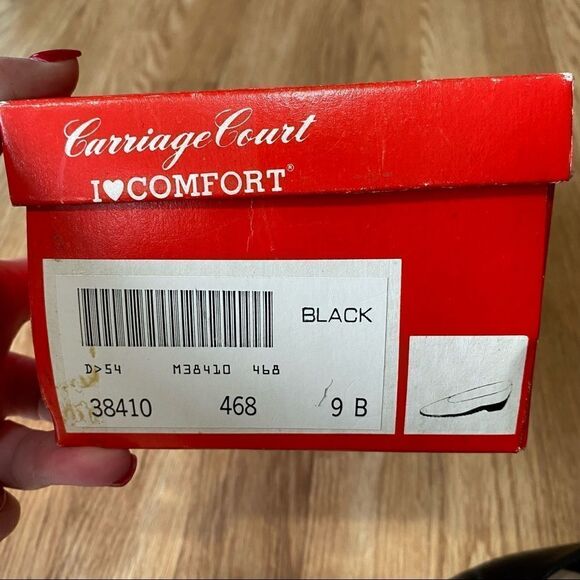 Carriage Court
I♥COMFORT®
BLACK
D>54 M38410 468
38410 468 9 B